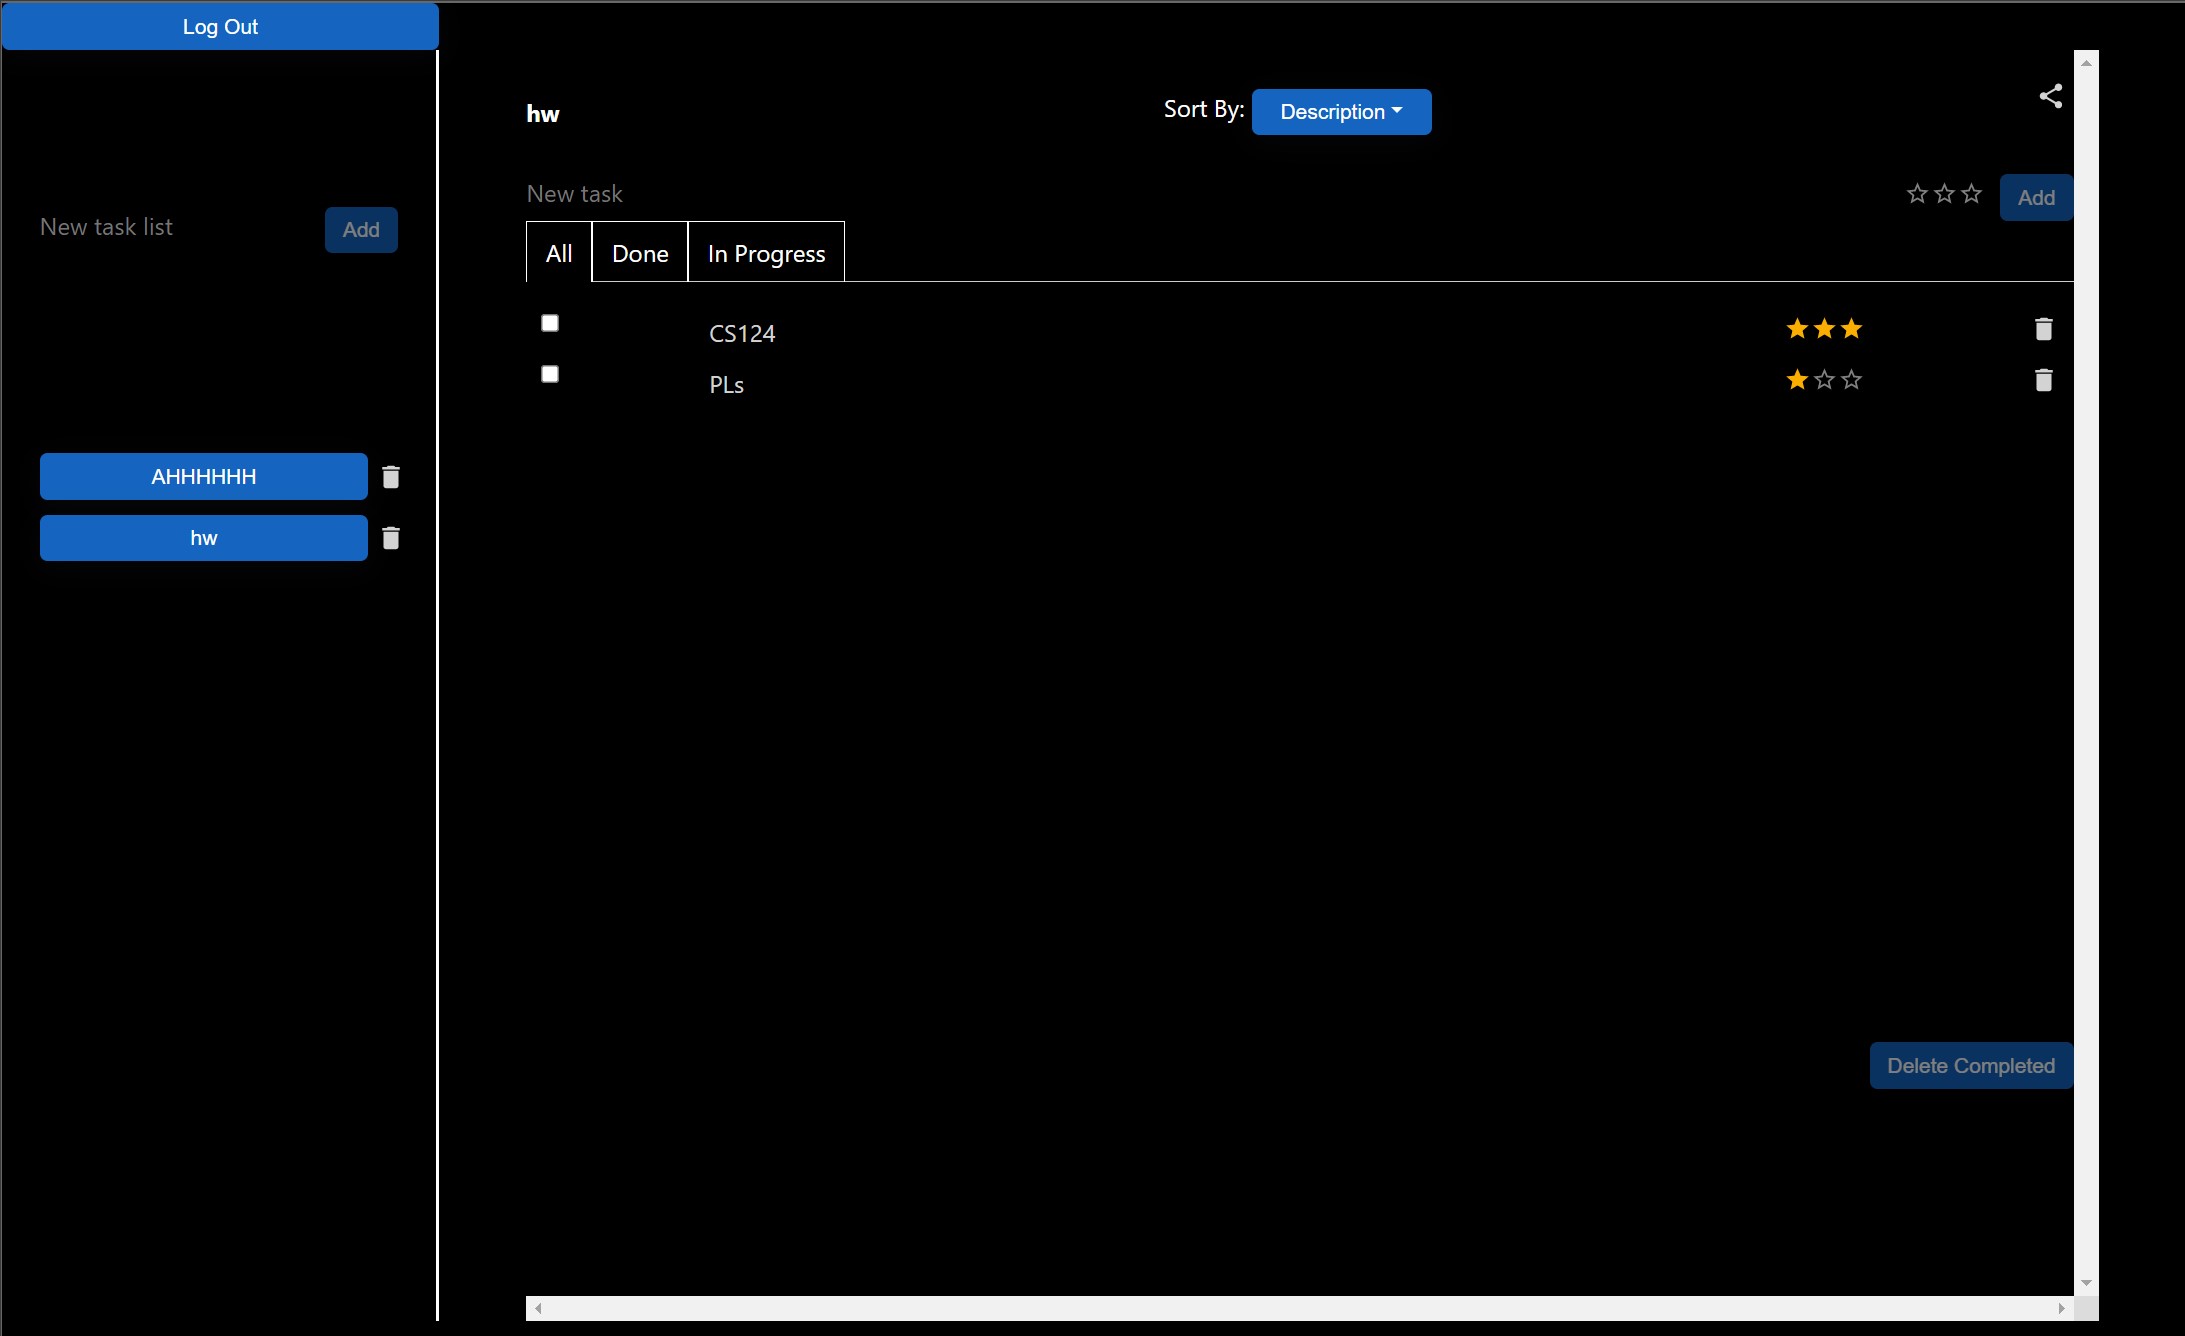 Log Out
hw
Sort By: Description
New task
Add
New task list
Add
All
Done
In Progress
CS124
PLs
AHHHHHH
hw
Delete Completed